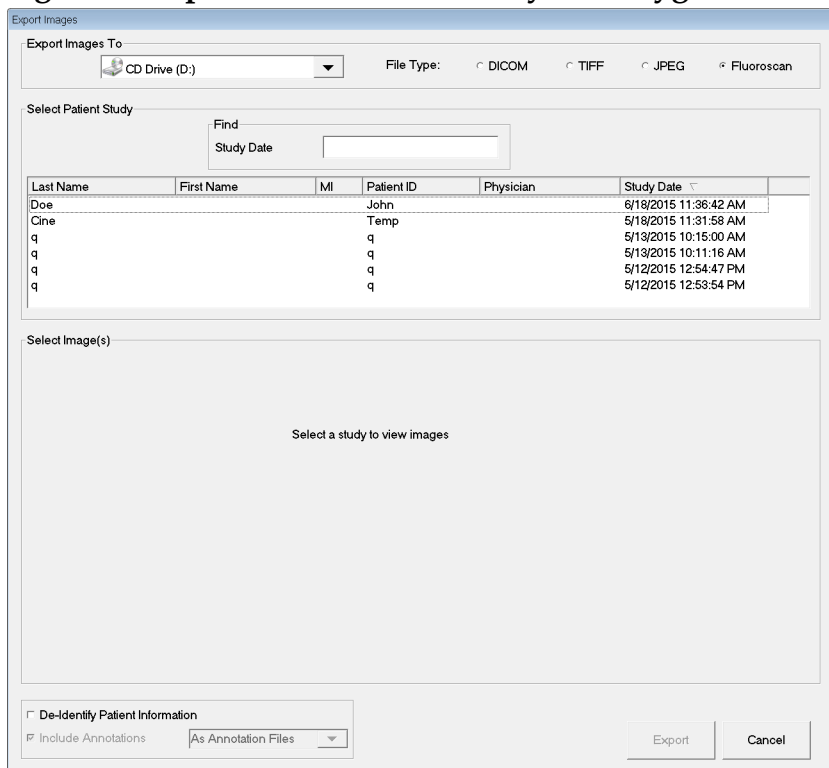 Export Images
Export Images To
CD Drive (D:)
File Type:
DICOM
TIFF
JPEG
Fluoroscan
Select Patient Study
Find
Study Date
Last Name First Name MI Patient ID Physician Study Date
Doe John 6/18/2015 11:36:42 AM
Cine Temp 5/18/2015 11:31:58 AM
q q 5/13/2015 10:15:00 AM
q q 5/13/2015 10:11:16 AM
q q 5/12/2015 12:54:47 PM
q q 5/12/2015 12:53:54 PM
Select Image(s)
Select a study to view images
De-Identify Patient Information
Include Annotations As Annotation Files
Export Cancel